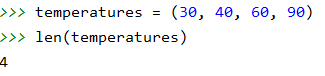 >>> temperatures = (30, 40, 60, 90)
>>> len(temperatures)
4